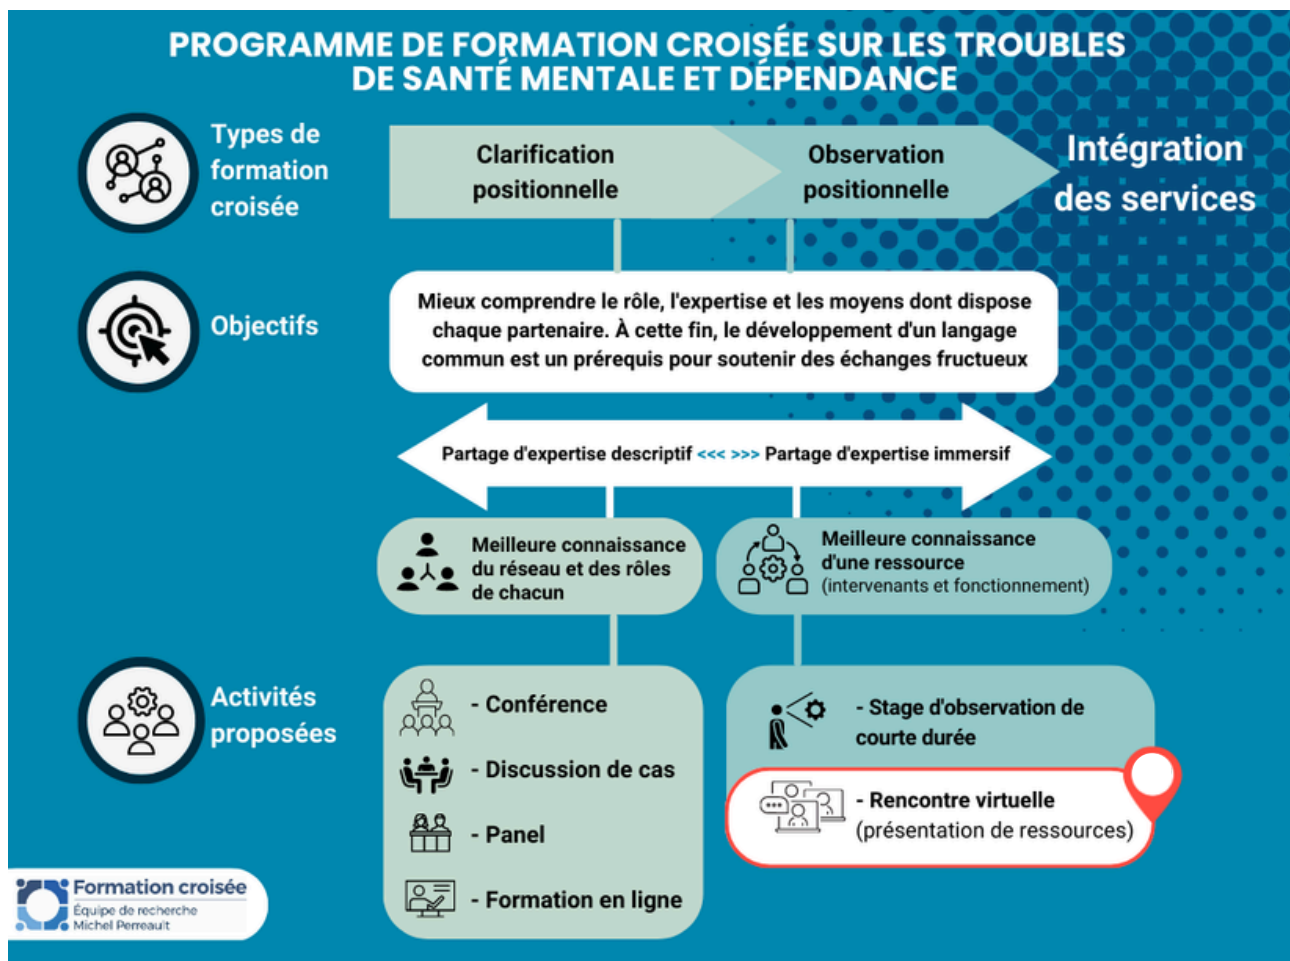 PROGRAMME DE FORMATION CROISÉE SUR LES TROUBLES
DE SANTÉ MENTALE ET DÉPENDANCE
Types de
formation
croisée
Clarification
positionnelle
Observation
positionnelle
Intégration
des services
Objectifs
Mieux comprendre le rôle, l'expertise et les moyens dont dispose
chaque partenaire. À cette fin, le développement d'un langage
commun est un prérequis pour soutenir des échanges fructueux
Partage d'expertise descriptif <<< >>> Partage d'expertise immersif
Meilleure connaissance
du réseau et des rôles
de chacun
Meilleure connaissance
d'une ressource
(intervenants et fonctionnement)
Activités
proposées
- Conférence
- Discussion de cas
- Panel
- Formation en ligne
- Stage d'observation de
courte durée
- Rencontre virtuelle
(présentation de ressources)
Formation croisée
Équipe de recherche
Michel Perreault